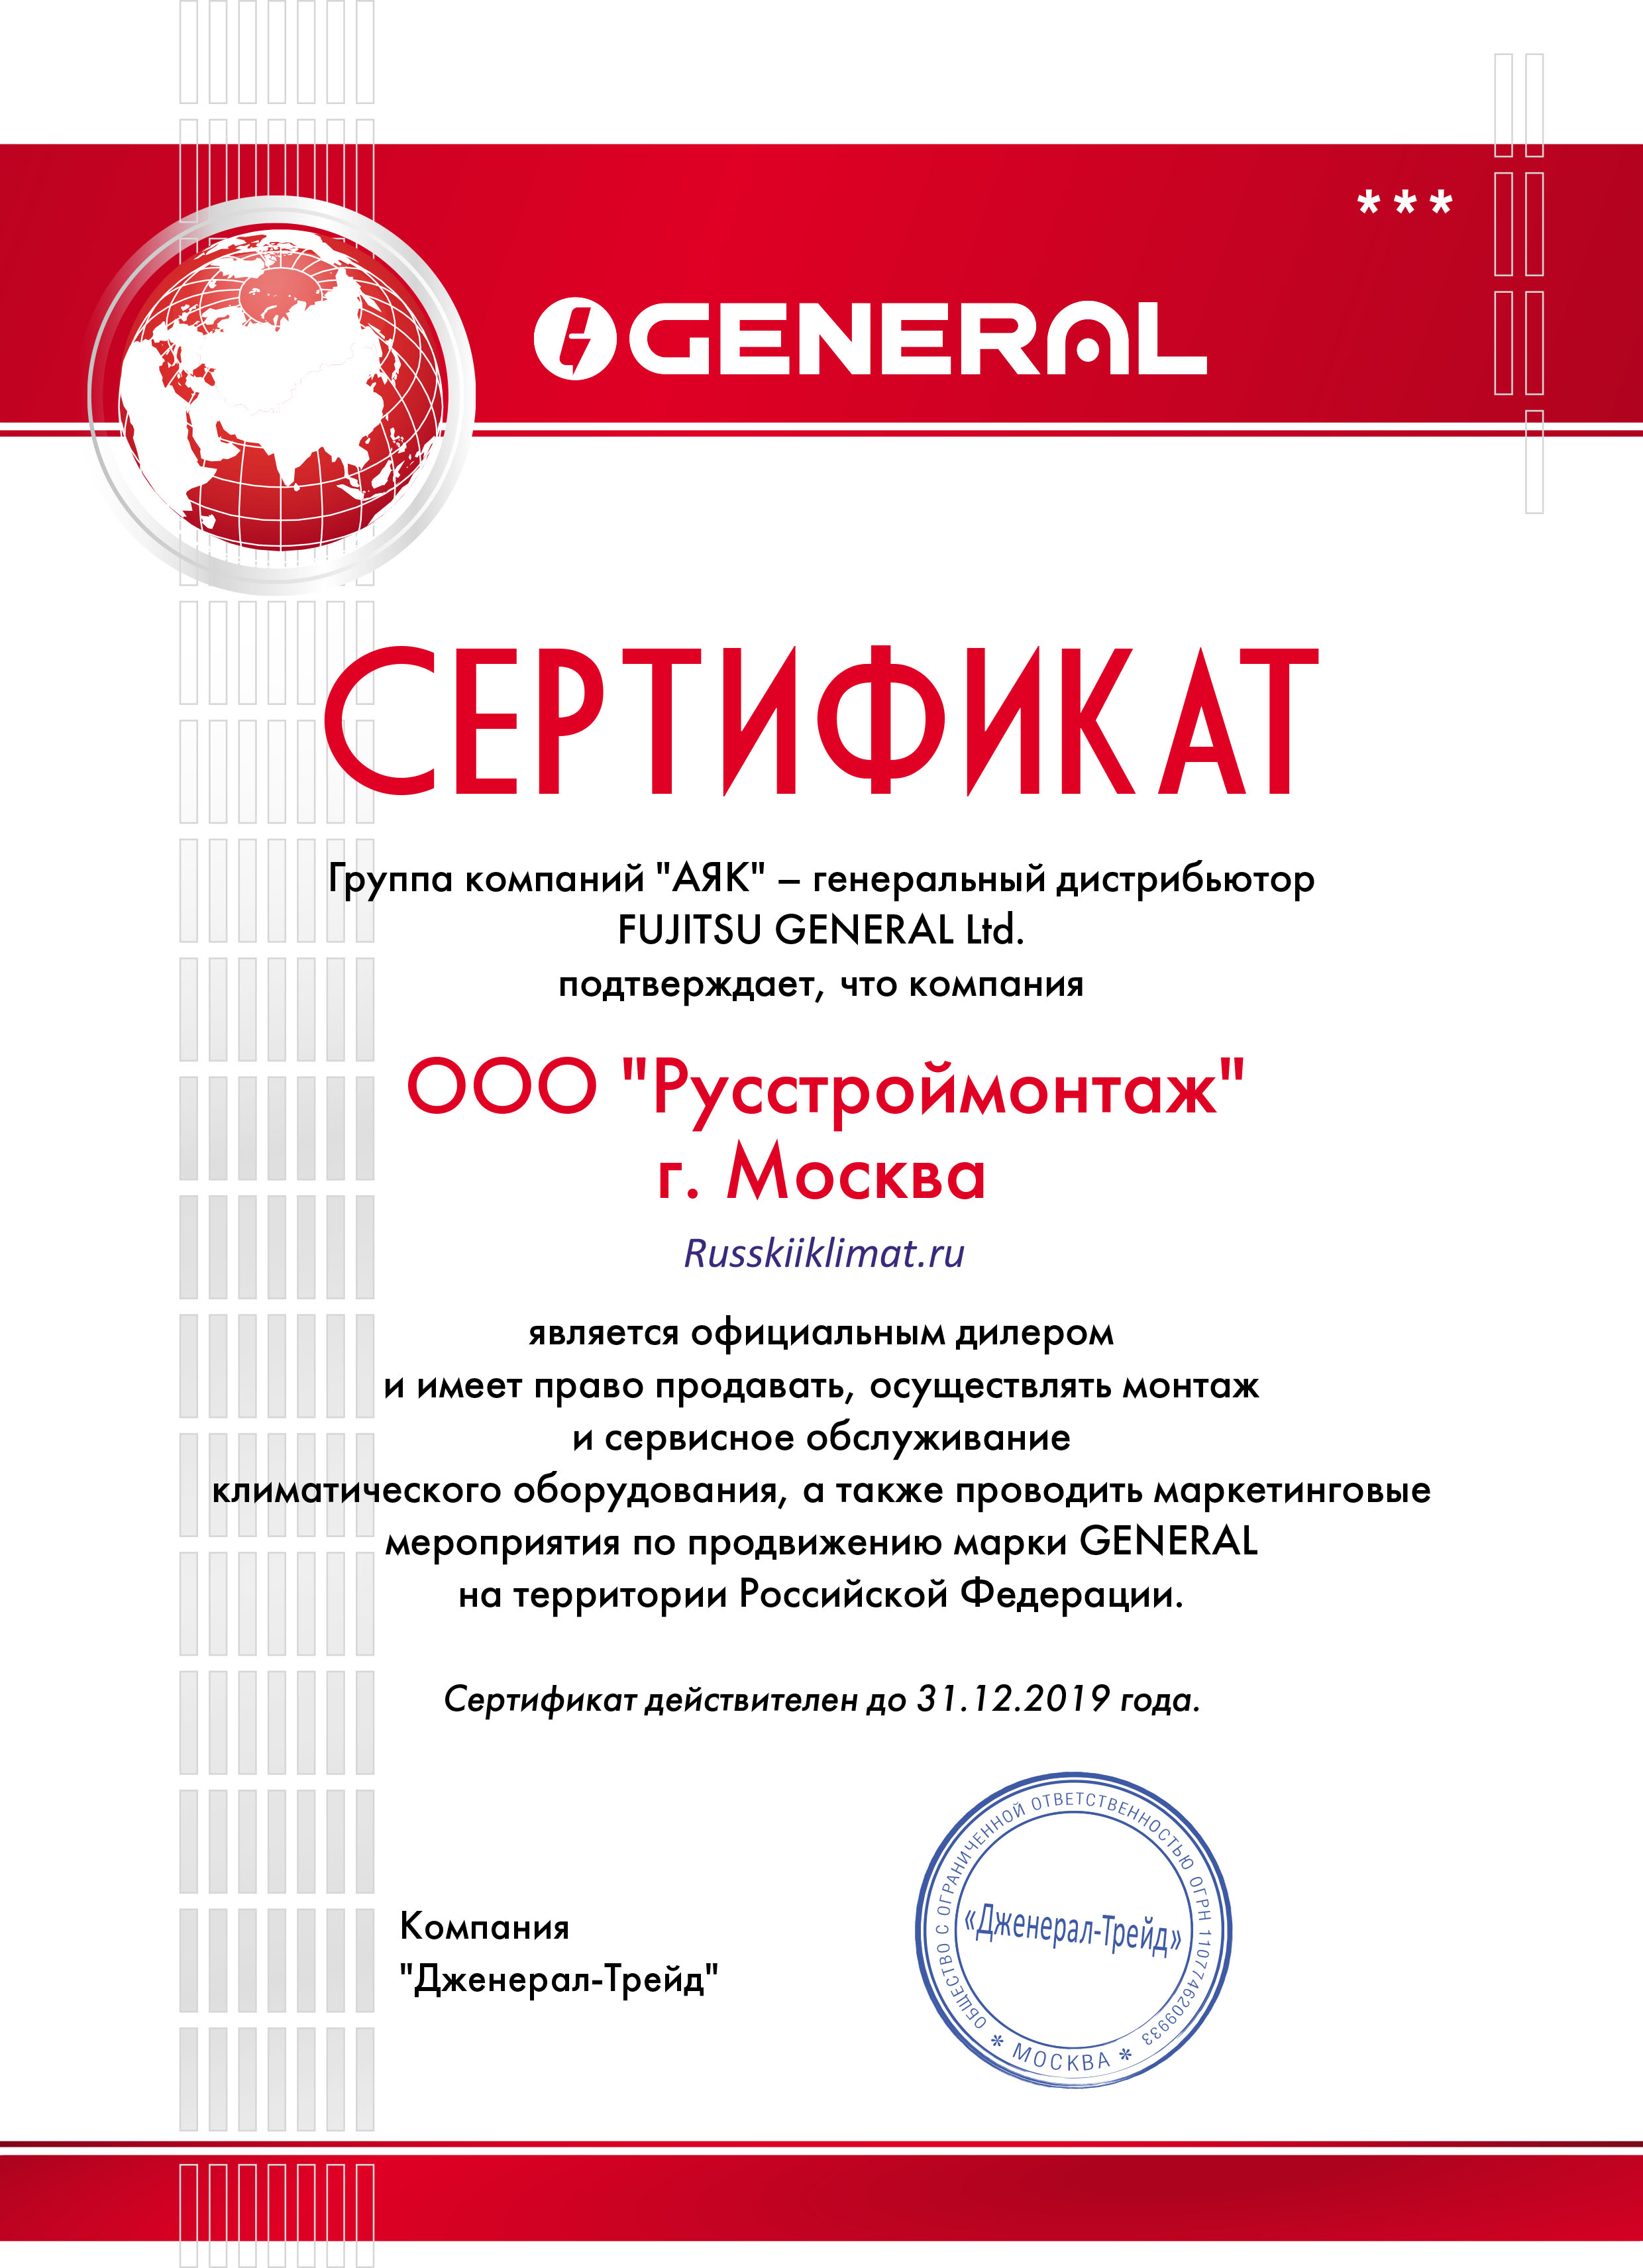 ***
GENERAL
СЕРТИФИКАТ
Группа компаний "АЯК" – генеральный дистрибьютор
FUJITSU GENERAL Ltd.
подтверждает, что компания
ООО "Русстроймонтаж"
г. Москва
Russkiiklimat.ru
является официальным дилером
и имеет право продавать, осуществлять монтаж
и сервисное обслуживание
климатического оборудования, а также проводить маркетинговые
мероприятия по продвижению марки GENERAL
на территории Российской Федерации.
Сертификат действителен до 31.12.2019 года.
Компания
"Дженерал-Трейд"
ОБЩЕСТВО С ОГРАНИЧЕННОЙ ОТВЕТСТВЕННОСТЬЮ ОГРН 1107746209933
«Дженерал-Трейд»
* МОСКВА *